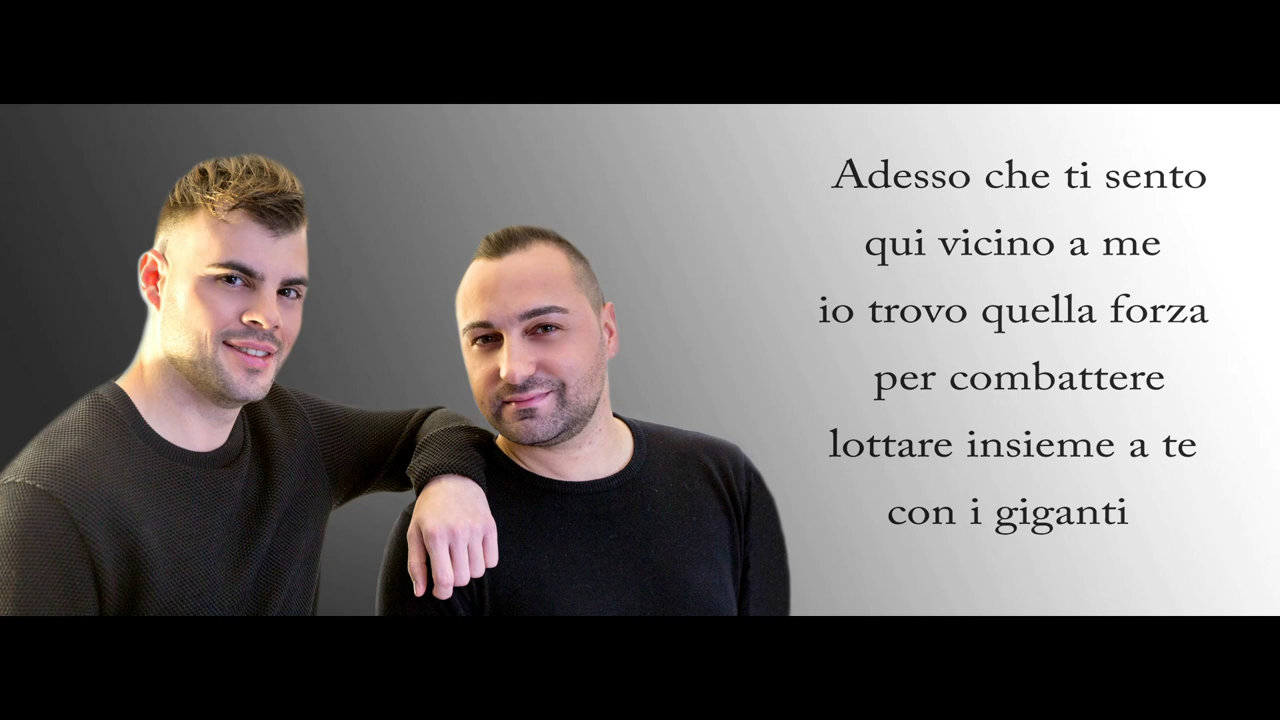 Adesso che ti sento
qui vicino a me
io trovo quella forza
per combattere
lottare insieme a te
con i giganti